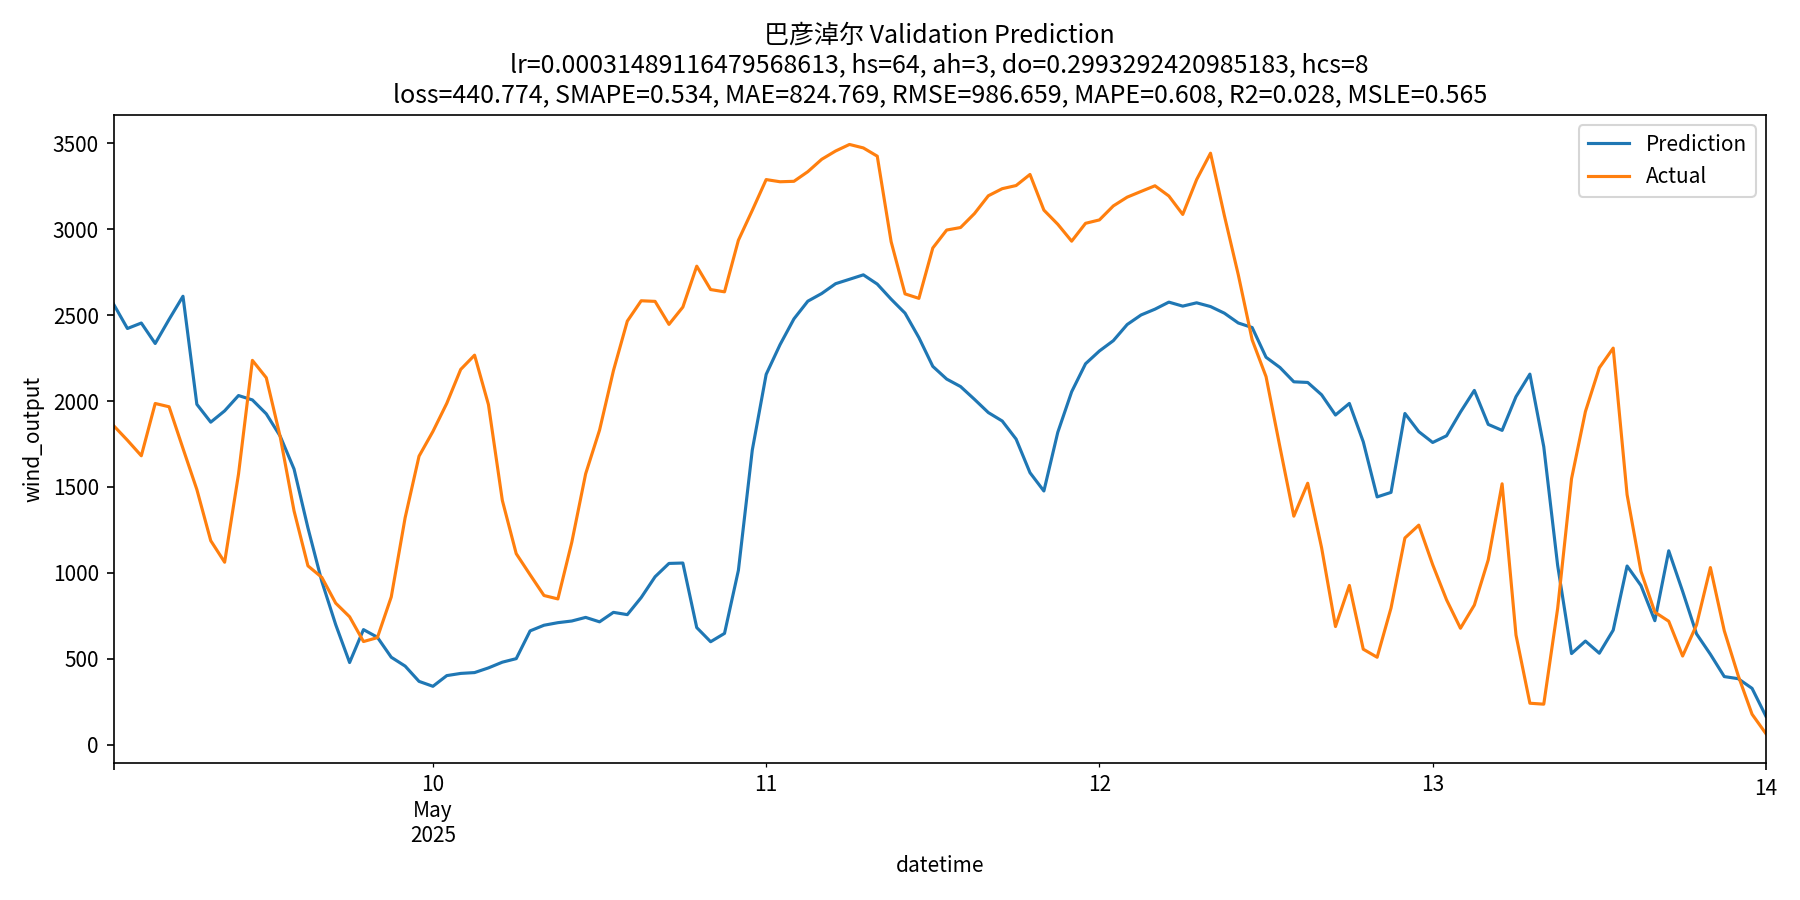 巴彦淖尔 Validation Prediction
lr=0.00031489116479568613, hs=64, ah=3, do=0.2993292420985183, hcs=8
loss=440.774, SMAPE=0.534, MAE=824.769, RMSE=986.659, MAPE=0.608, R2=0.028, MSLE=0.565
Prediction
Actual
3500
3000
2500
2000
1500
1000
500
0
wind_output
10
May
2025
11
12
13
14
datetime